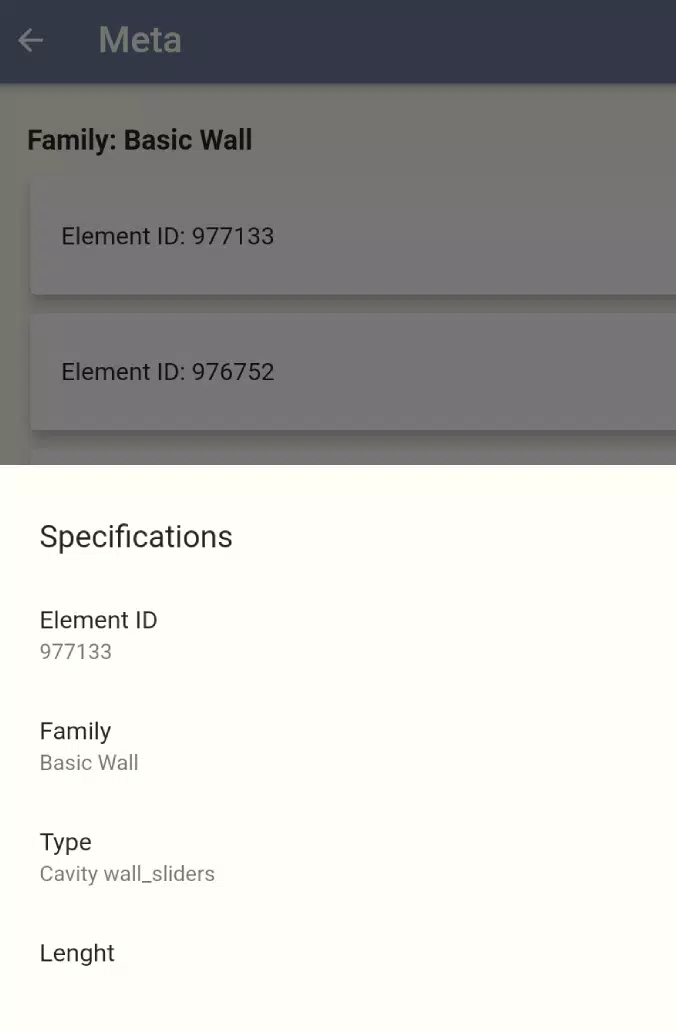 Meta
Family: Basic Wall
Element ID: 977133
Element ID: 976752
Specifications
Element ID
977133
Family
Basic Wall
Type
Cavity wall_sliders
Lenght